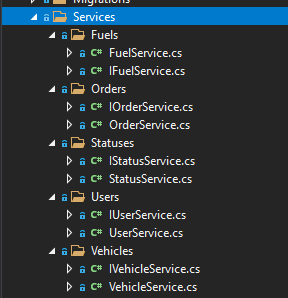 Migrations
Services
Fuels
C# FuelService.cs
C# IFuelService.cs
Orders
C# IOrderService.cs
C# OrderService.cs
Statuses
C# IStatusService.cs
C# StatusService.cs
Users
C# IUserService.cs
C# UserService.cs
Vehicles
C# IVehicleService.cs
C# VehicleService.cs